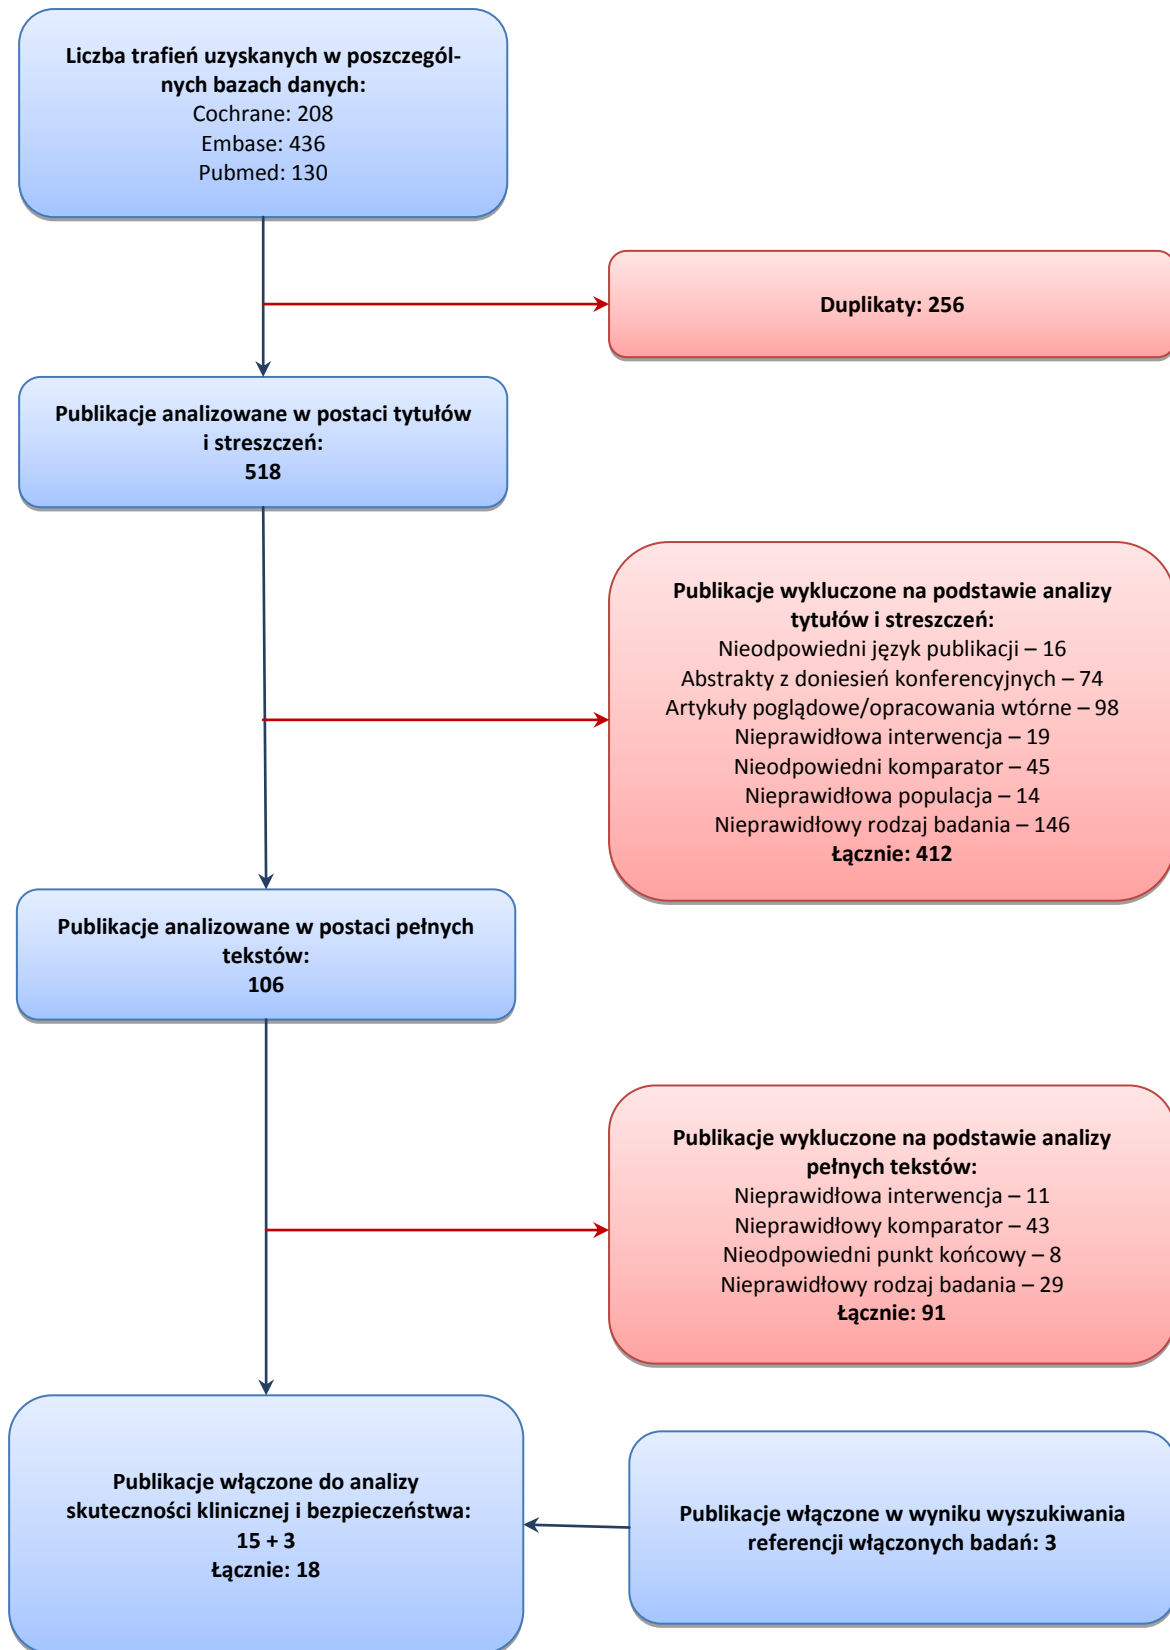 Liczba trafień uzyskanych w poszczegól-
nych bazach danych:
Cochrane: 208
Embase: 436
Pubmed: 130
Duplikaty: 256
Publikacje analizowane w postaci tytułów
i streszczeń:
518
Publikacje wykluczone na podstawie analizy
tytułów i streszczeń:
Nieodpowiedni język publikacji – 16
Abstrakty z doniesień konferencyjnych – 74
Artykuły poglądowe/opracowania wtórne – 98
Nieprawidłowa interwencja – 19
Nieodpowiedni komparator – 45
Nieprawidłowa populacja – 14
Nieprawidłowy rodzaj badania – 146
Łącznie: 412
Publikacje analizowane w postaci pełnych
tekstów:
106
Publikacje wykluczone na podstawie analizy
pełnych tekstów:
Nieprawidłowa interwencja – 11
Nieprawidłowy komparator – 43
Nieodpowiedni punkt końcowy – 8
Nieprawidłowy rodzaj badania – 29
Łącznie: 91
Publikacje włączone do analizy
skuteczności klinicznej i bezpieczeństwa:
15 + 3
Łącznie: 18
Publikacje włączone w wyniku wyszukiwania
referencji włączonych badań: 3